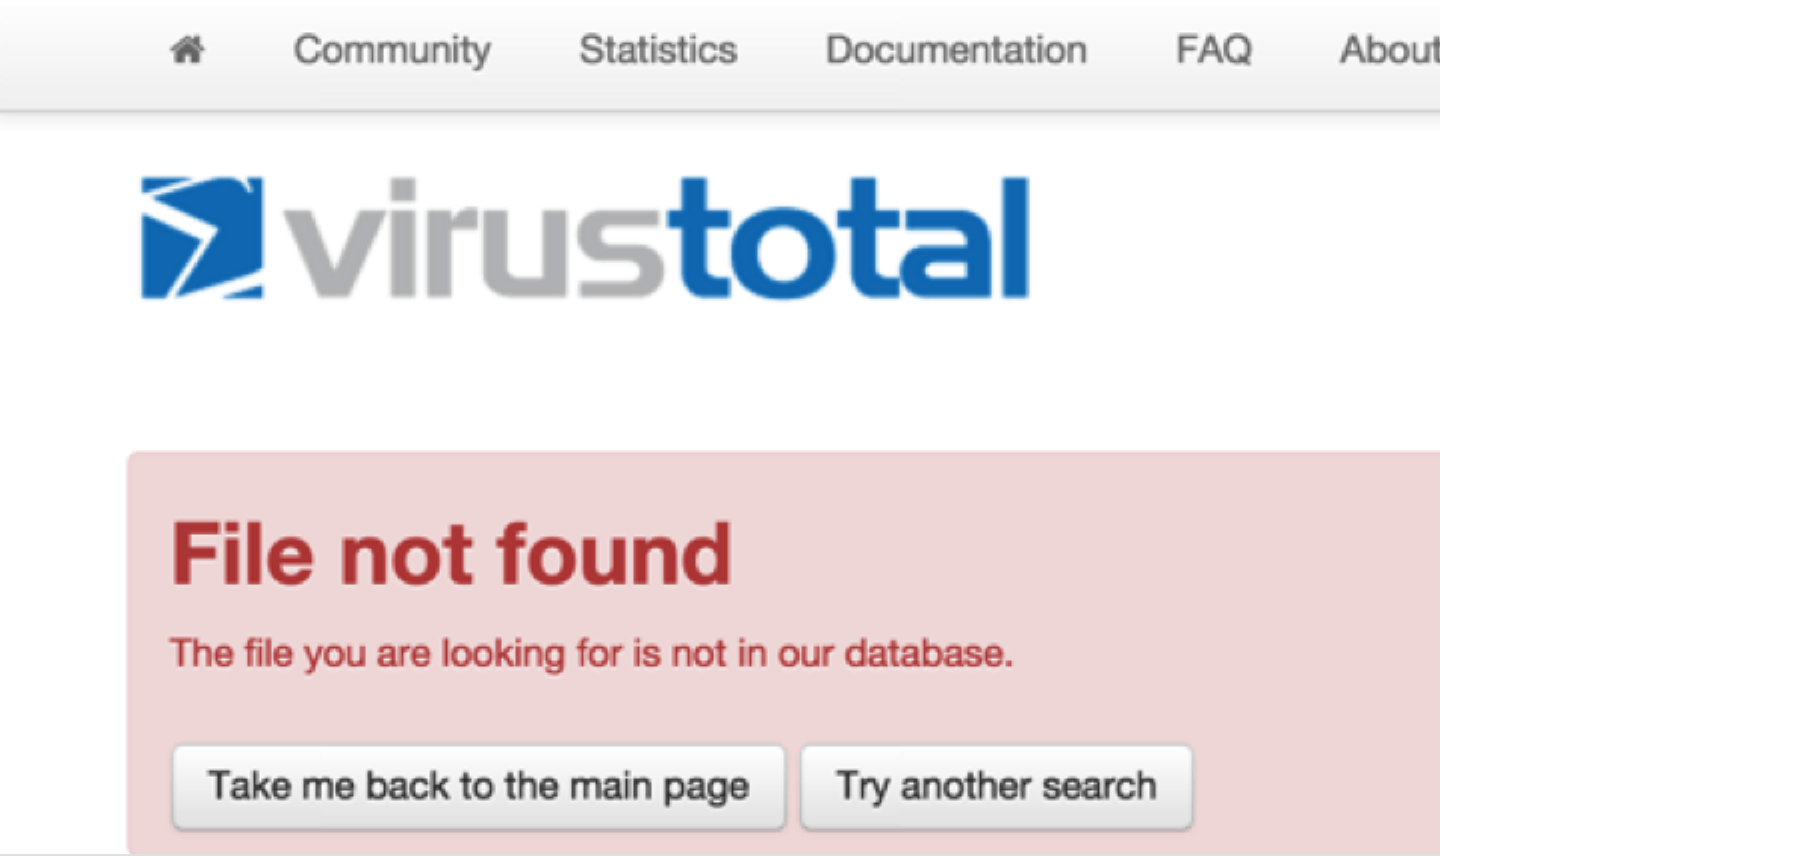 Community Statistics Documentation FAQ About
virustotal
File not found
The file you are looking for is not in our database.
Take me back to the main page Try another search